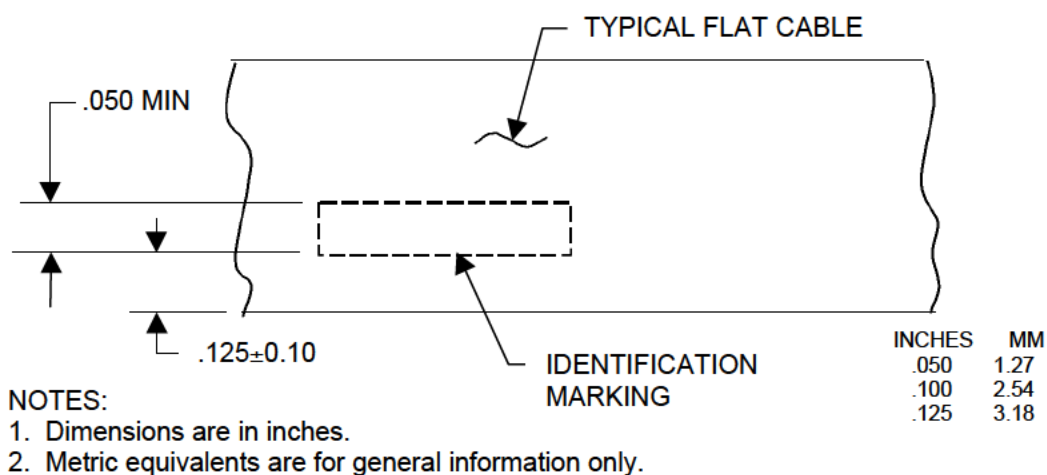 TYPICAL FLAT CABLE
.050 MIN
.125±0.10
IDENTIFICATION
MARKING
INCHES MM
.050 1.27
.100 2.54
.125 3.18
NOTES:
1. Dimensions are in inches.
2. Metric equivalents are for general information only.